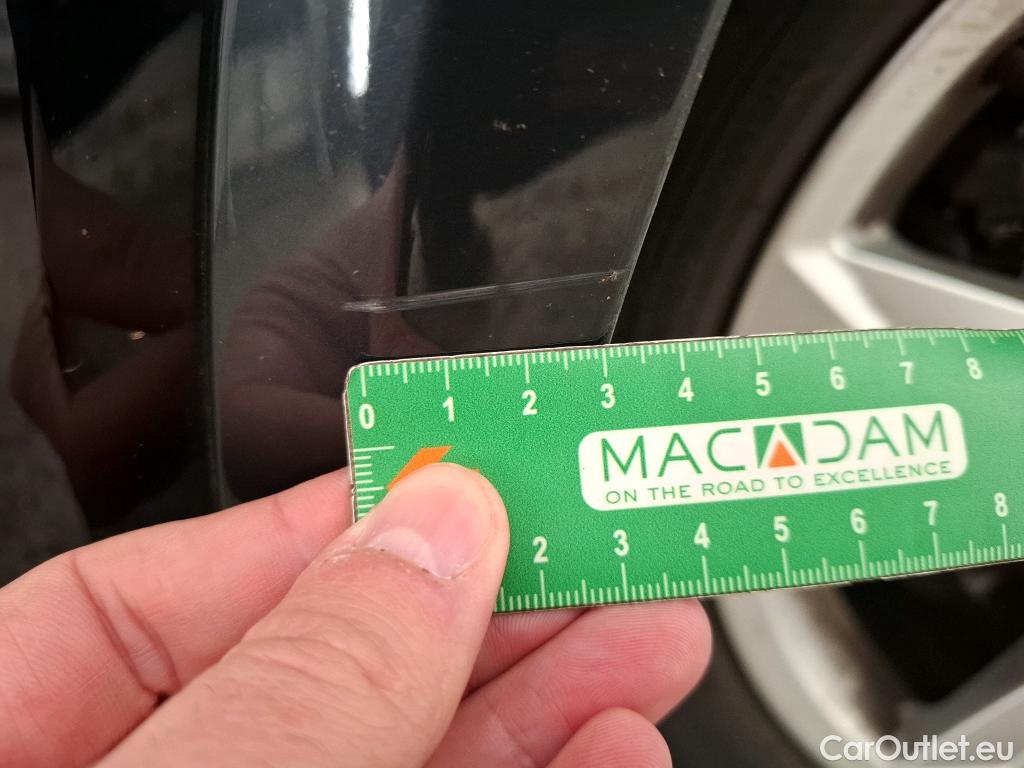 0 1 2 3 4 5 6 7 8
MACADAM
ON THE ROAD TO EXCELLENCE
2 3 4 5 6 7 8
CarOutlet.eu